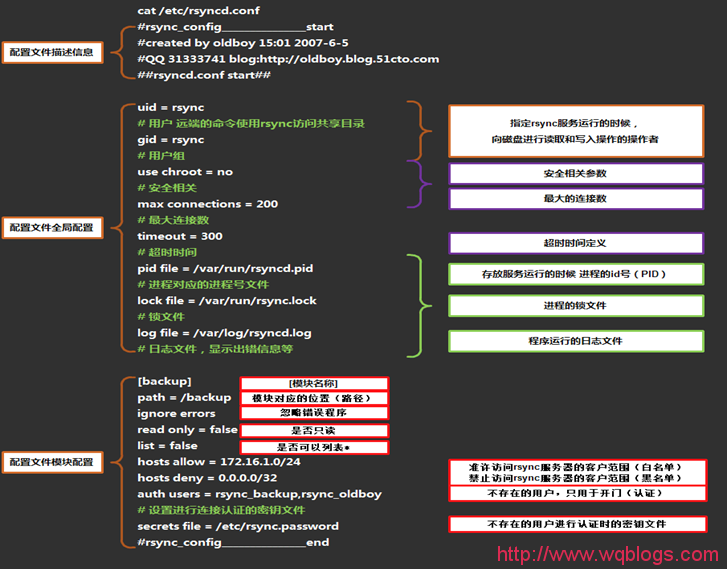 cat /etc/rsyncd.conf
#rsync_config_______________start
#created by oldboy 15:01 2007-6-5
#QQ 31333741 blog:http://oldboy.blog.51cto.com
##rsyncd.conf start##
配置文件描述信息
uid = rsync
# 用户 远端的命令使用rsync访问共享目录
gid = rsync
# 用户组
use chroot = no
# 安全相关
max connections = 200
# 最大连接数
timeout = 300
# 超时时间
pid file = /var/run/rsyncd.pid
# 进程对应的进程号文件
lock file = /var/run/rsync.lock
# 锁文件
log file = /var/log/rsyncd.log
# 日志文件，显示出错信息等
配置文件全局配置
指定rsync服务运行的时候，
向磁盘进行读取和写入操作的操作者
安全相关参数
最大的连接数
超时时间定义
存放服务运行的时候 进程的id号（PID）
进程的锁文件
程序运行的日志文件
[backup] [模块名称]
path = /backup 模块对应的位置（路径）
ignore errors 忽略错误程序
read only = false 是否只读
list = false 是否可以列表*
hosts allow = 172.16.1.0/24
hosts deny = 0.0.0.0/32
auth users = rsync_backup,rsync_oldboy
# 设置进行连接认证的密钥文件
secrets file = /etc/rsync.password
#rsync_config_______________end
配置文件模块配置
准许访问rsync服务器的客户范围（白名单）
禁止访问rsync服务器的客户范围（黑名单）
不存在的用户，只用于开门（认证）
不存在的用户进行认证时的密钥文件
http://www.wqblogs.com